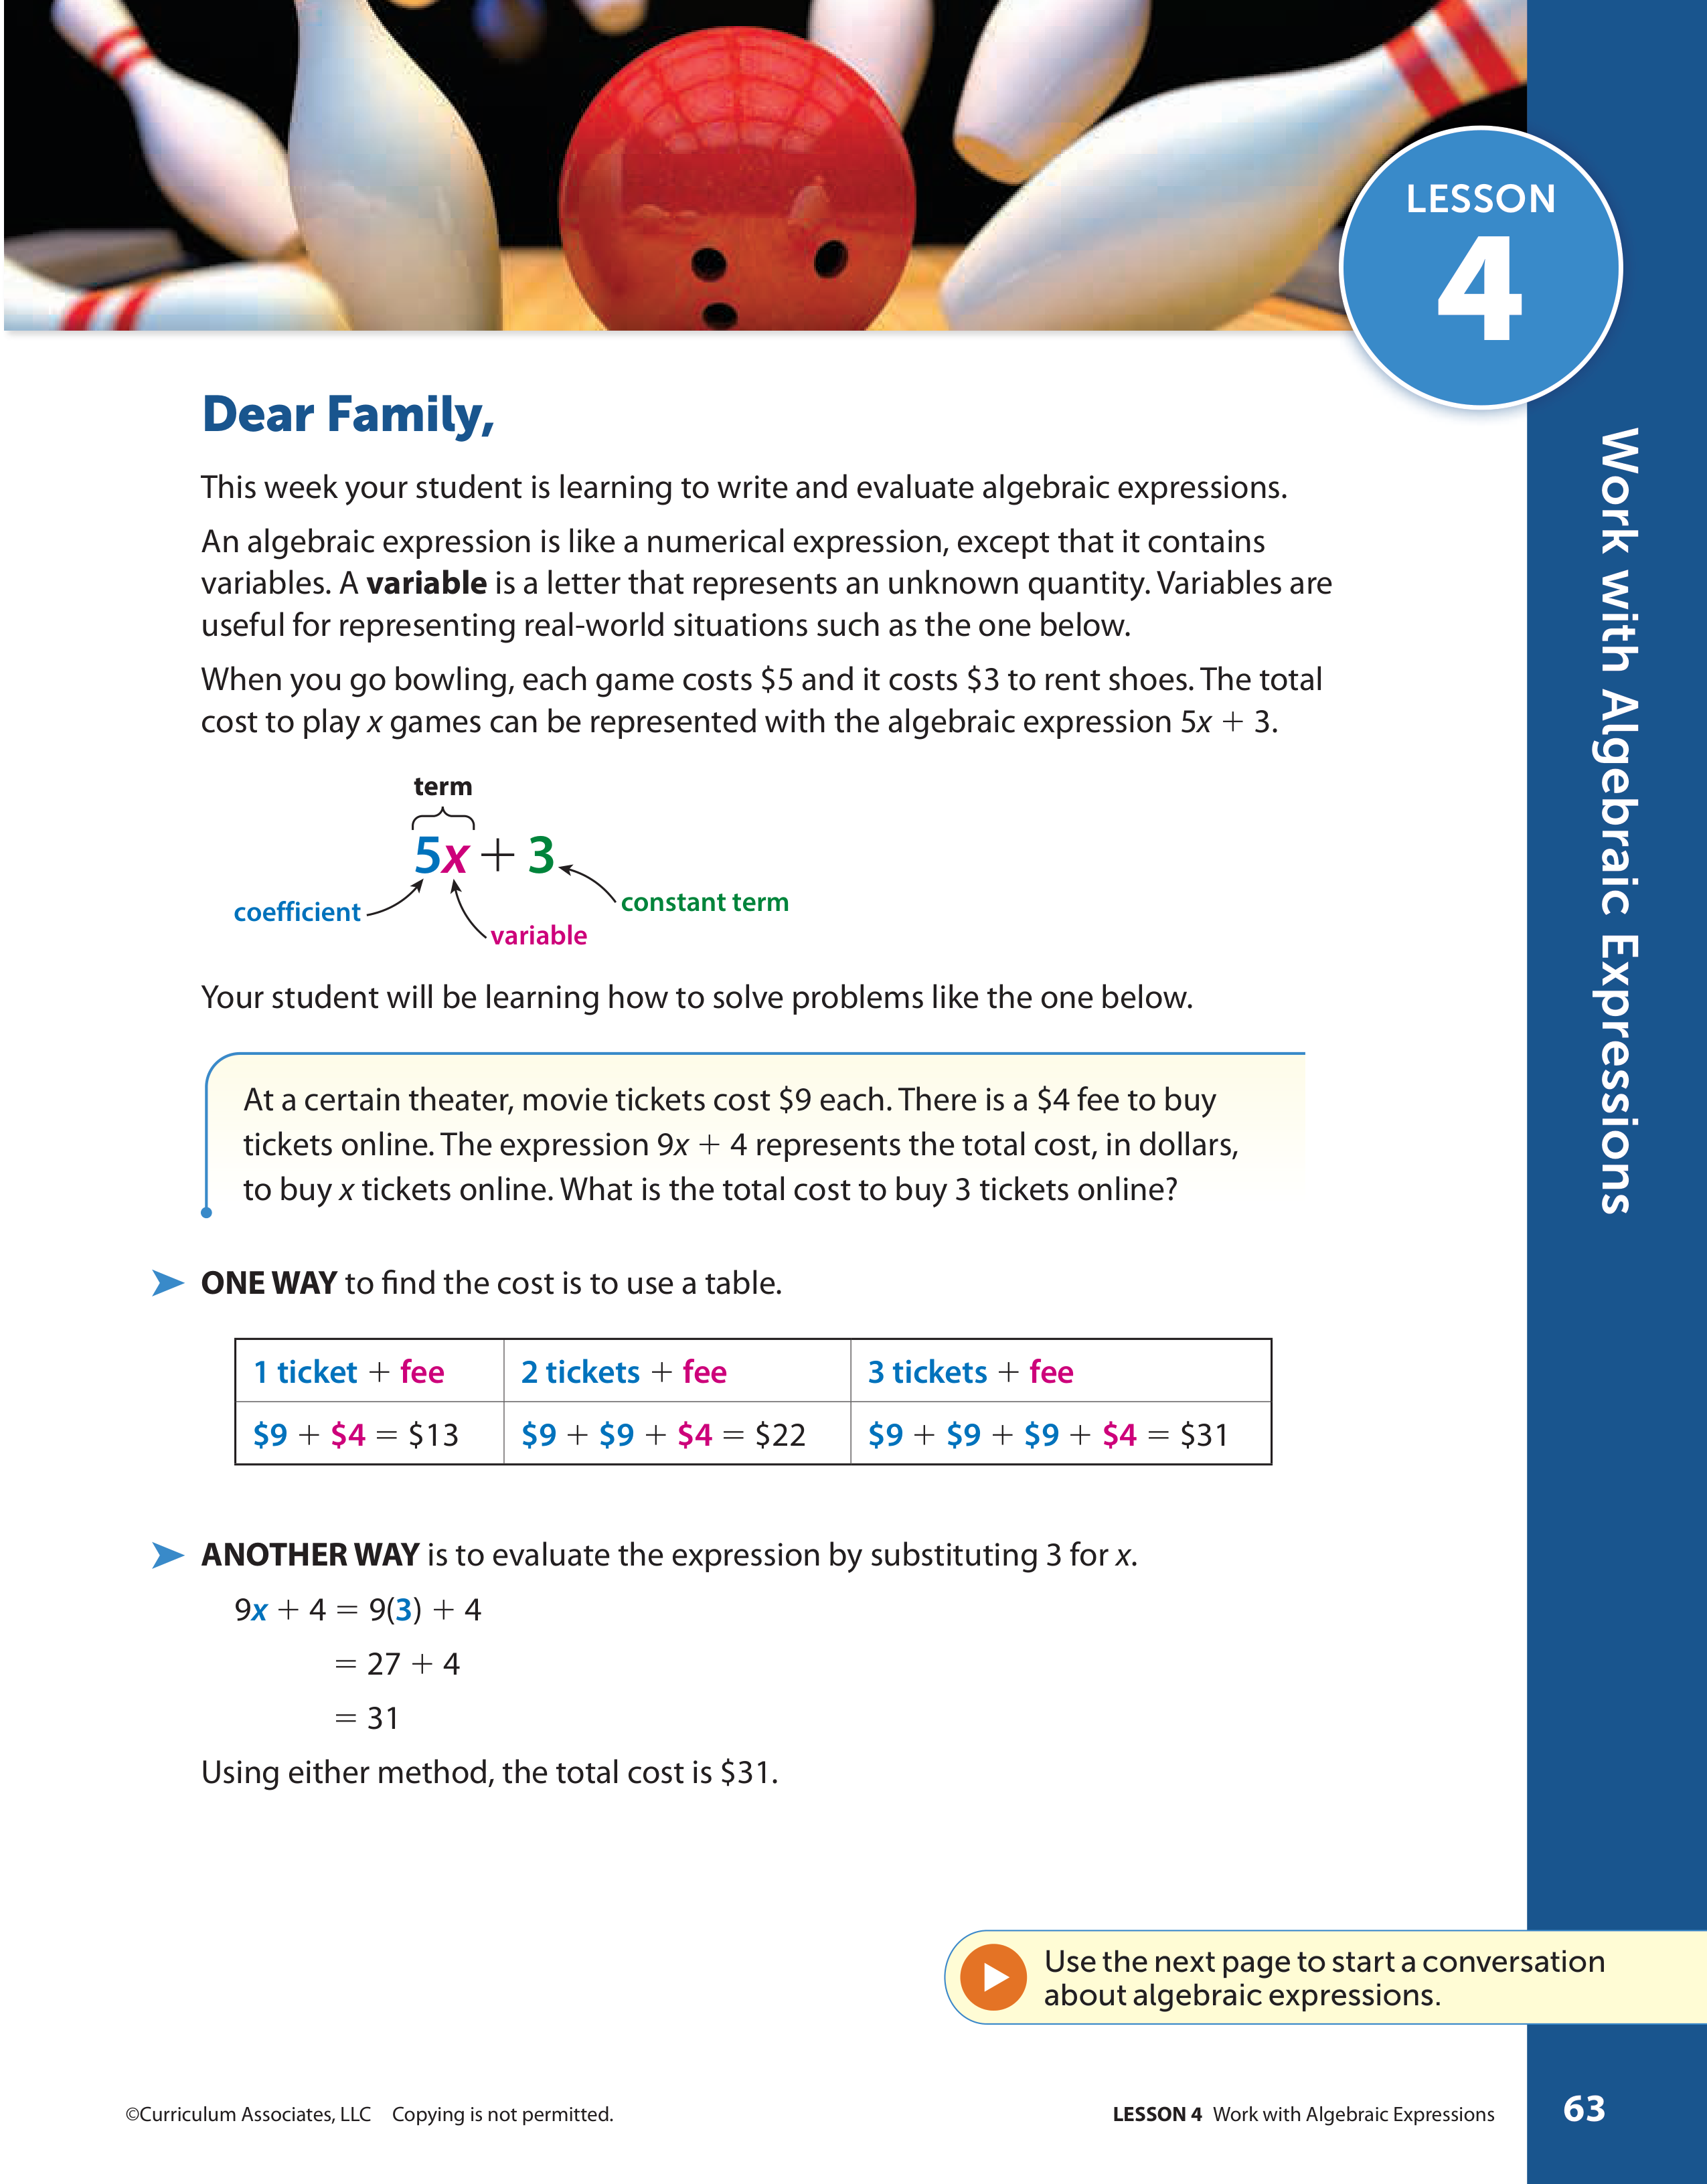 LESSON
4
Work with Algebraic Expressions
Dear Family,
This week your student is learning to write and evaluate algebraic expressions.
An algebraic expression is like a numerical expression, except that it contains
variables. A variable is a letter that represents an unknown quantity. Variables are
useful for representing real-world situations such as the one below.
When you go bowling, each game costs $5 and it costs $3 to rent shoes. The total
cost to play x games can be represented with the algebraic expression 5x + 3.
term
5x + 3
coefficient
constant term
variable
Your student will be learning how to solve problems like the one below.
At a certain theater, movie tickets cost $9 each. There is a $4 fee to buy
tickets online. The expression 9x + 4 represents the total cost, in dollars,
to buy x tickets online. What is the total cost to buy 3 tickets online?
ONE WAY to find the cost is to use a table.
1 ticket + fee 2 tickets + fee 3 tickets + fee
$9 + $4 = $13 $9 + $9 + $4 = $22 $9 + $9 + $9 + $4 = $31
ANOTHER WAY is to evaluate the expression by substituting 3 for x.
9x + 4 = 9(3) + 4
= 27 + 4
= 31
Using either method, the total cost is $31.
Use the next page to start a conversation
about algebraic expressions.
©Curriculum Associates, LLC Copying is not permitted.
LESSON 4 Work with Algebraic Expressions
63